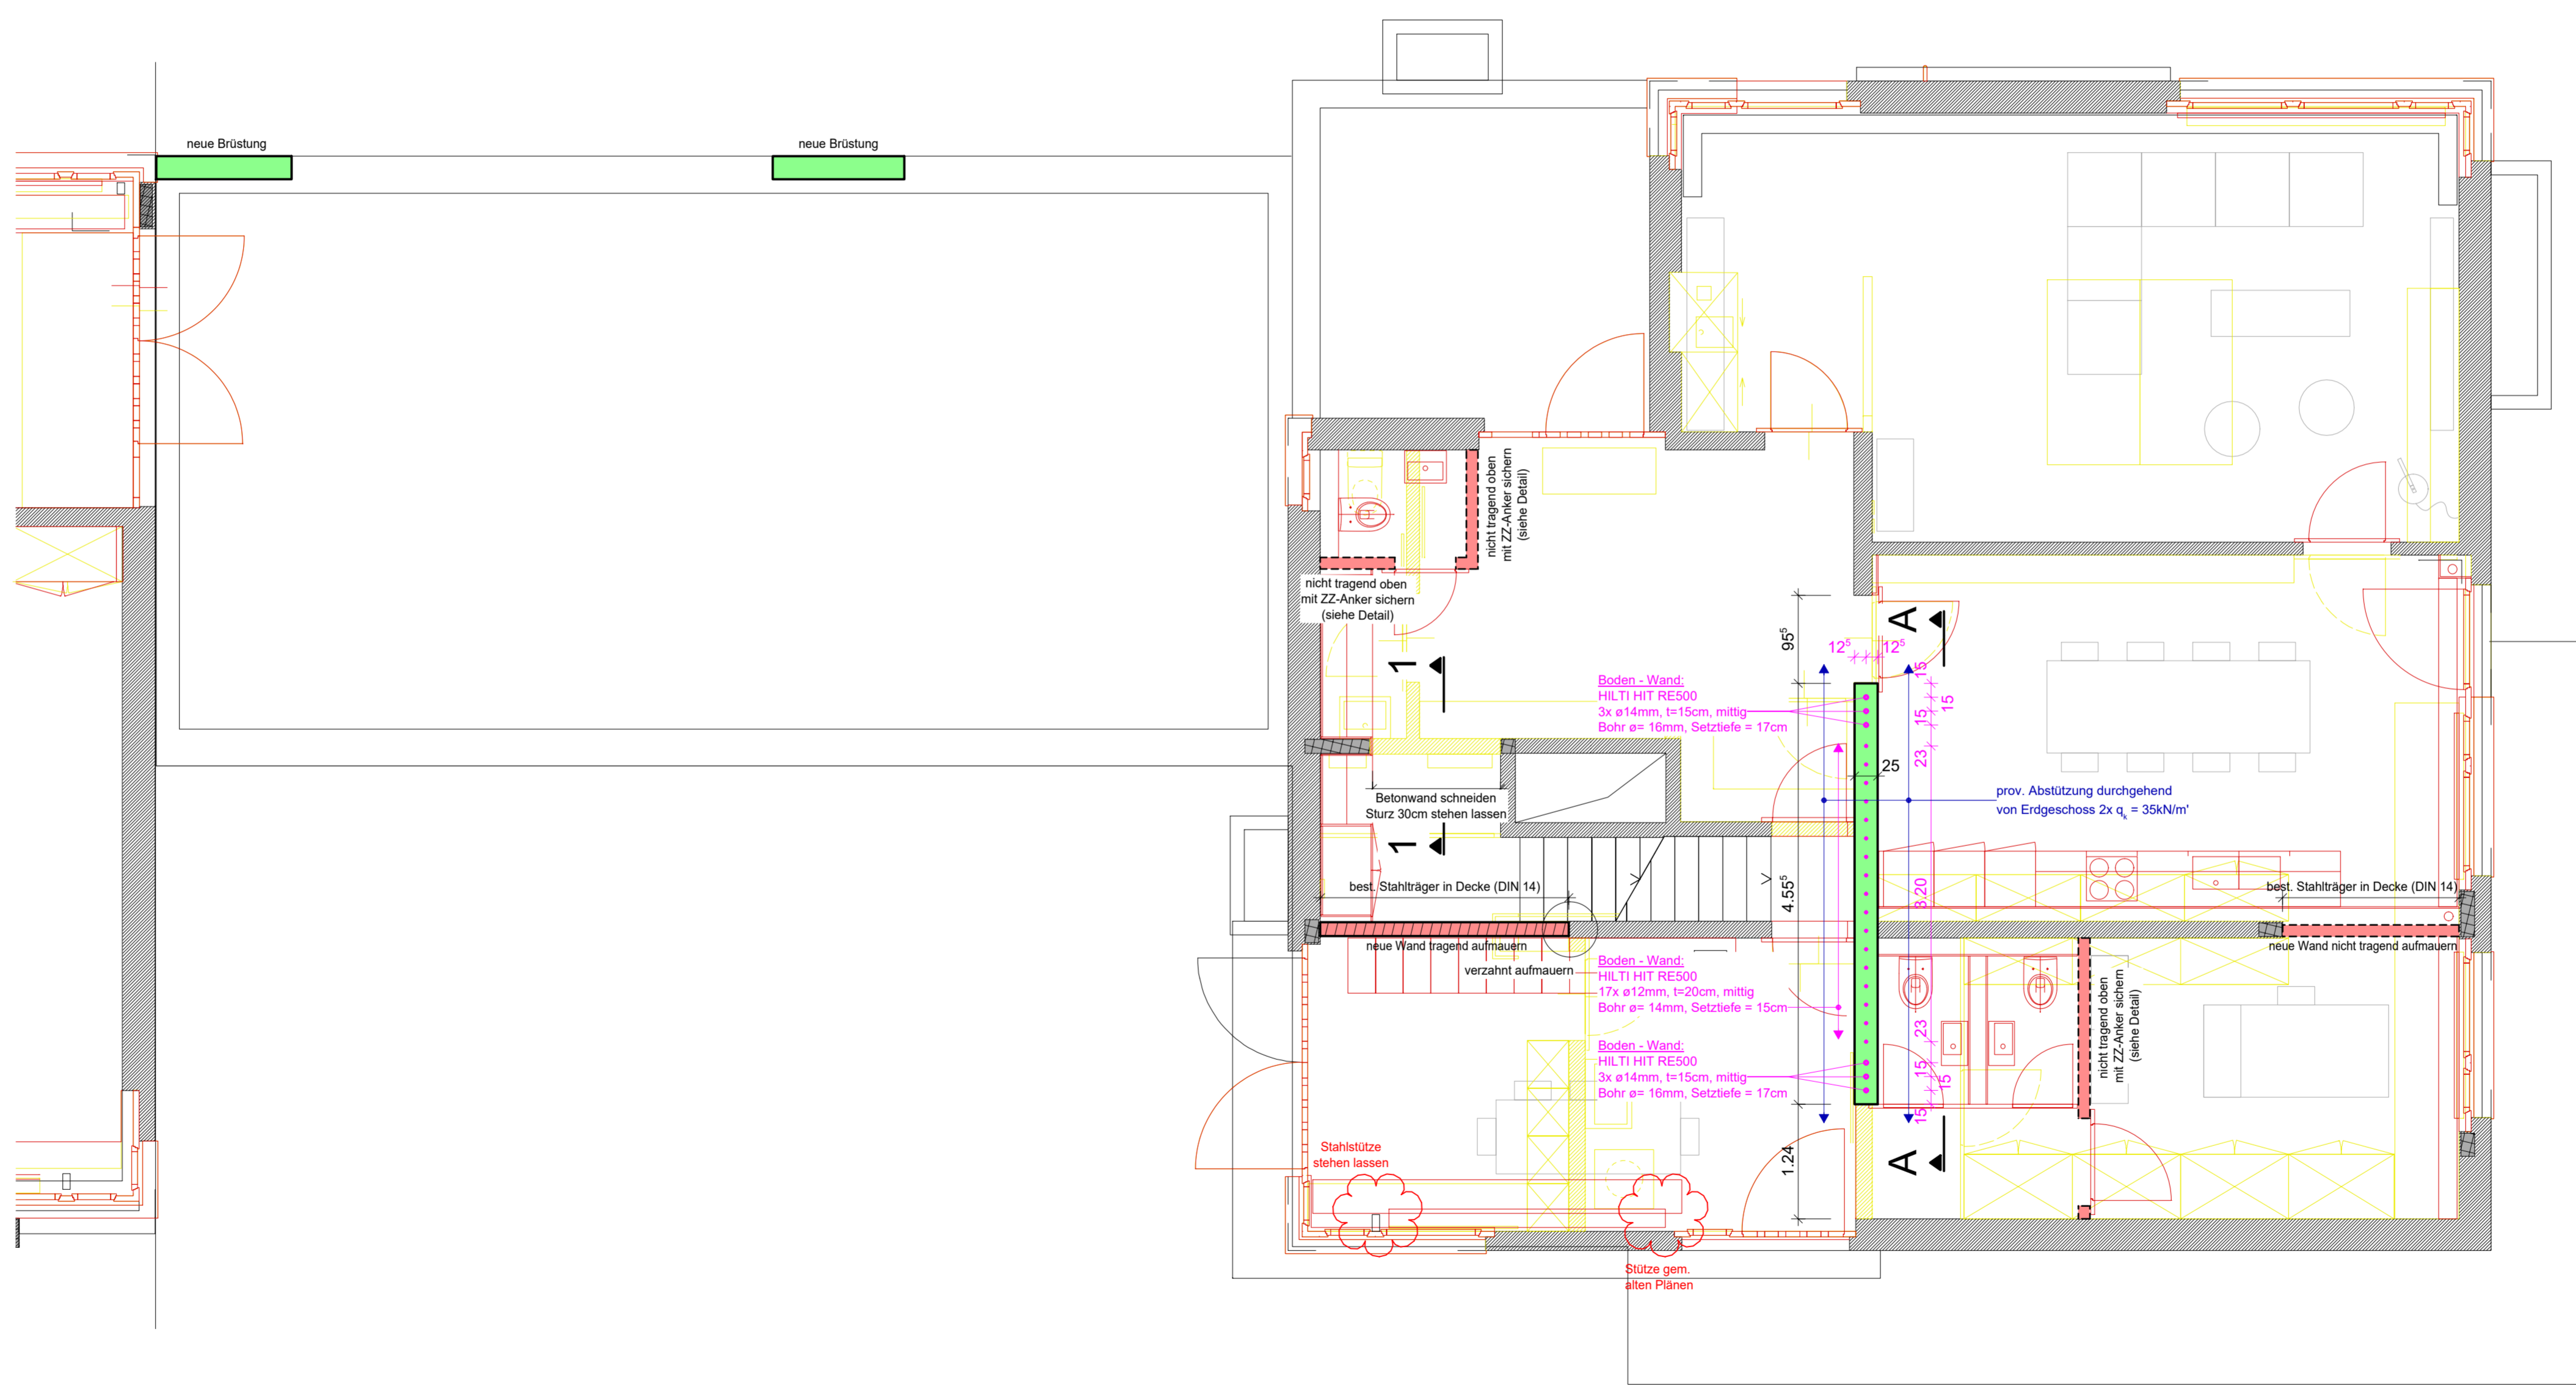 neue Brüstung
neue Brüstung
nicht tragend oben
mit ZZ-Anker sichern
(siehe Detail)
nicht tragend oben
mit ZZ-Anker sichern
(siehe Detail)
95⁵
A
12⁵
12⁵
15
15
15
1
Boden - Wand:
HILTI HIT RE500
3x ø14mm, t=15cm, mittig
Bohr ø= 16mm, Setztiefe = 17cm
23
25
prov. Abstützung durchgehend
von Erdgeschoss 2x qk = 35kN/m'
Betonwand schneiden
Sturz 30cm stehen lassen
1
best. Stahlträger in Decke (DIN 14)
4.55⁵
3.20
best. Stahlträger in Decke (DIN 14)
neue Wand tragend aufmauern
neue Wand nicht tragend aufmauern
verzahnt aufmauern
Boden - Wand:
HILTI HIT RE500
17x ø12mm, t=20cm, mittig
Bohr ø= 14mm, Setztiefe = 15cm
nicht tragend oben
mit ZZ-Anker sichern
(siehe Detail)
23
Boden - Wand:
HILTI HIT RE500
3x ø14mm, t=15cm, mittig
Bohr ø= 16mm, Setztiefe = 17cm
15
15
15
Stahlstütze
stehen lassen
1.24
A
Stütze gem.
alten Plänen